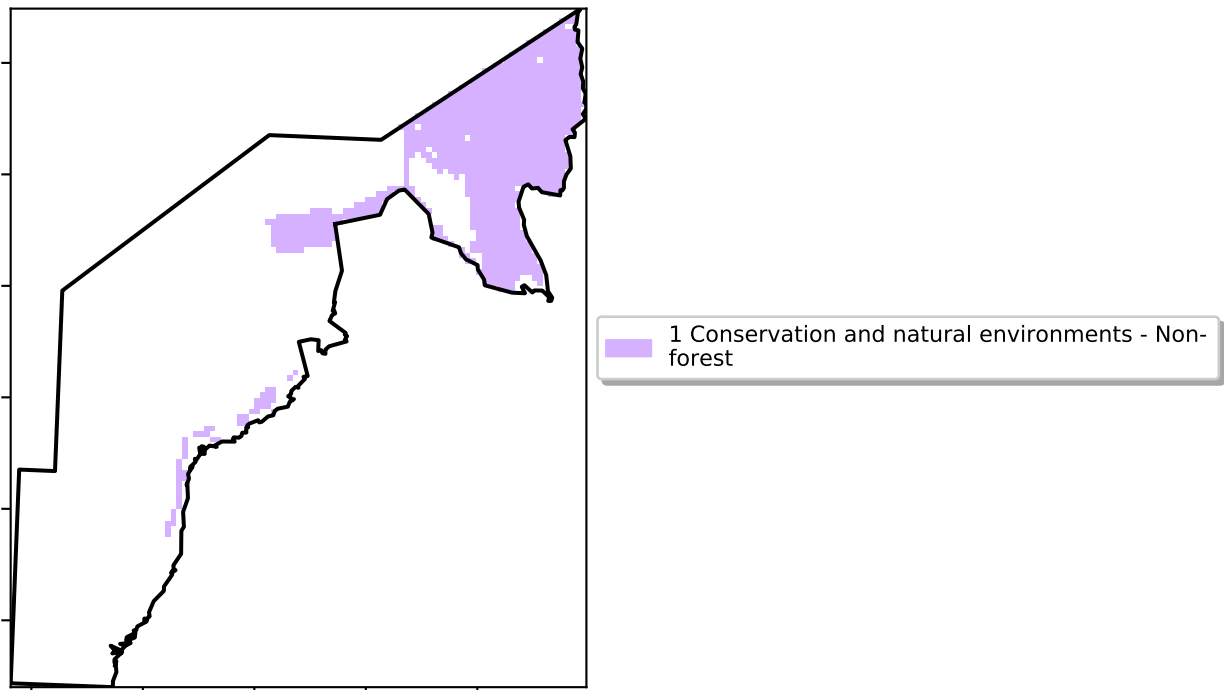 1 Conservation and natural environments - Non-
forest